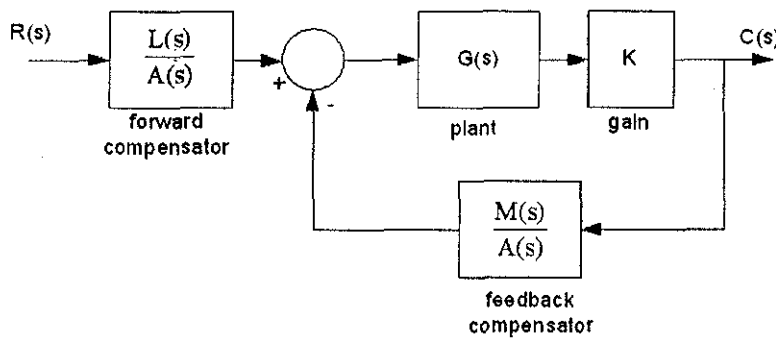 R(s)
L(s)
A(s)
forward
compensator
+
-
G(s)
plant
K
gain
C(s)
M(s)
A(s)
feedback
compensator